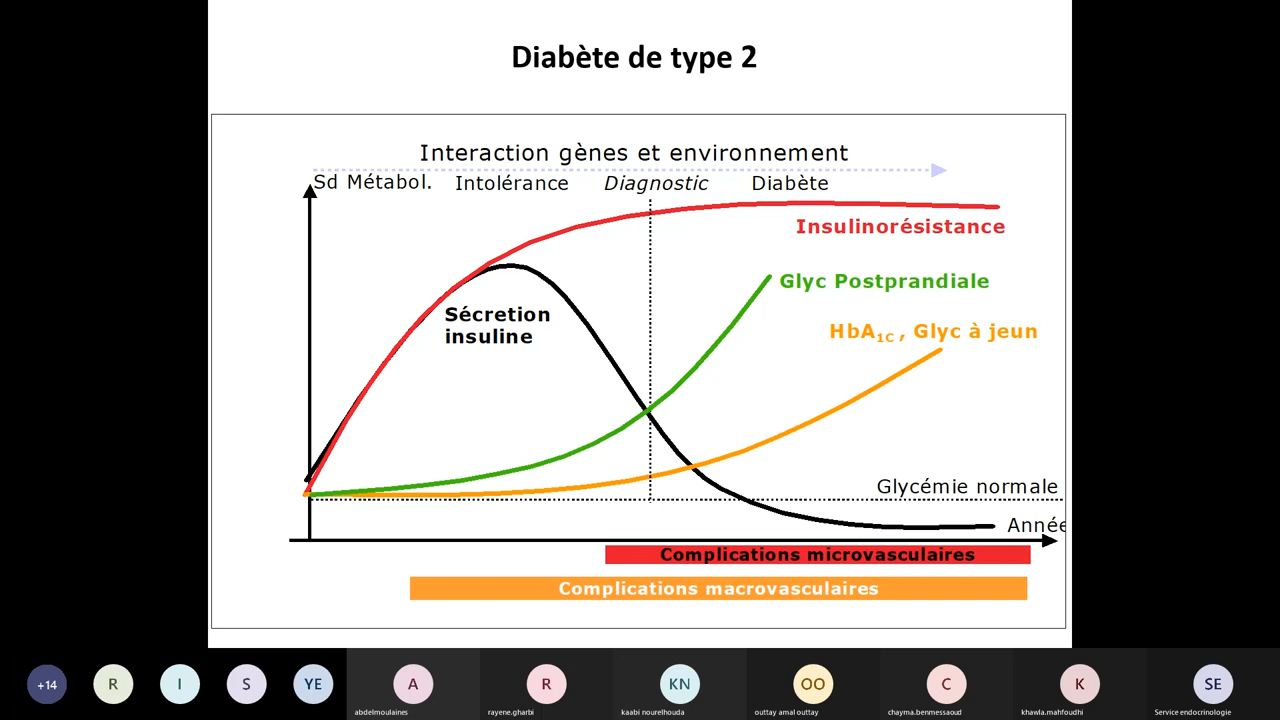 Diabète de type 2
Interaction gènes et environnement
Sd Métabol. Intolérance Diagnostic Diabète
Insulinorésistance
Glyc Postprandiale
Sécretion
insuline
HbA1C , Glyc à jeun
Glycémie normale
Année
Complications microvasculaires
Complications macrovasculaires
+14 R I S YE A R KN OO C K SE
abdelmoulaines rayene.gharbi kaabi nourelhouda outtay amal outtay chayma.benmessaoud khawla.mahfoudhi Service endocrinologie